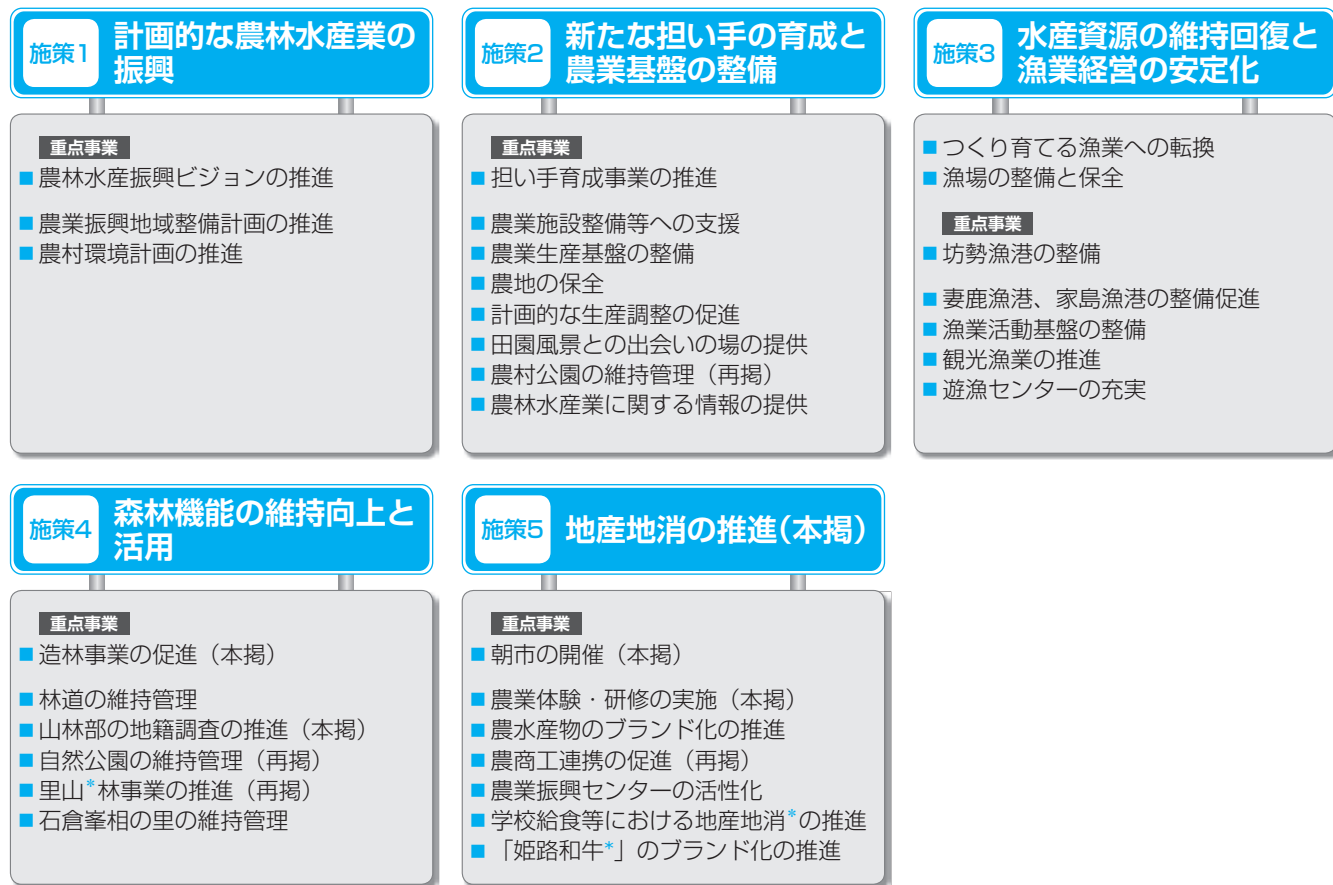 施策1
計画的な農林水産業の
振興
重点事業
■農林水産振興ビジョンの推進
■農業振興地域整備計画の推進
■農村環境計画の推進
施策2
新たな担い手の育成と
農業基盤の整備
重点事業
■担い手育成事業の推進
■農業施設整備等への支援
■農業生産基盤の整備
■農地の保全
■計画的な生産調整の促進
■田園風景との出会いの場の提供
■農村公園の維持管理（再掲）
■農林水産業に関する情報の提供
施策3
水産資源の維持回復と
漁業経営の安定化
■つくり育てる漁業への転換
■漁場の整備と保全
重点事業
■坊勢漁港の整備
■妻鹿漁港、家島漁港の整備促進
■漁業活動基盤の整備
■観光漁業の推進
■遊漁センターの充実
施策4
森林機能の維持向上と
活用
重点事業
■造林事業の促進（本掲）
■林道の維持管理
■山林部の地籍調査の推進（本掲）
■自然公園の維持管理（再掲）
■里山*林事業の推進（再掲）
■石倉峯相の里の維持管理
施策5
地産地消の推進（本掲）
重点事業
■朝市の開催（本掲）
■農業体験・研修の実施（本掲）
■農水産物のブランド化の推進
■農商工連携の促進（再掲）
■農業振興センターの活性化
■学校給食等における地産地消*の推進
■「姫路和牛*」のブランド化の推進